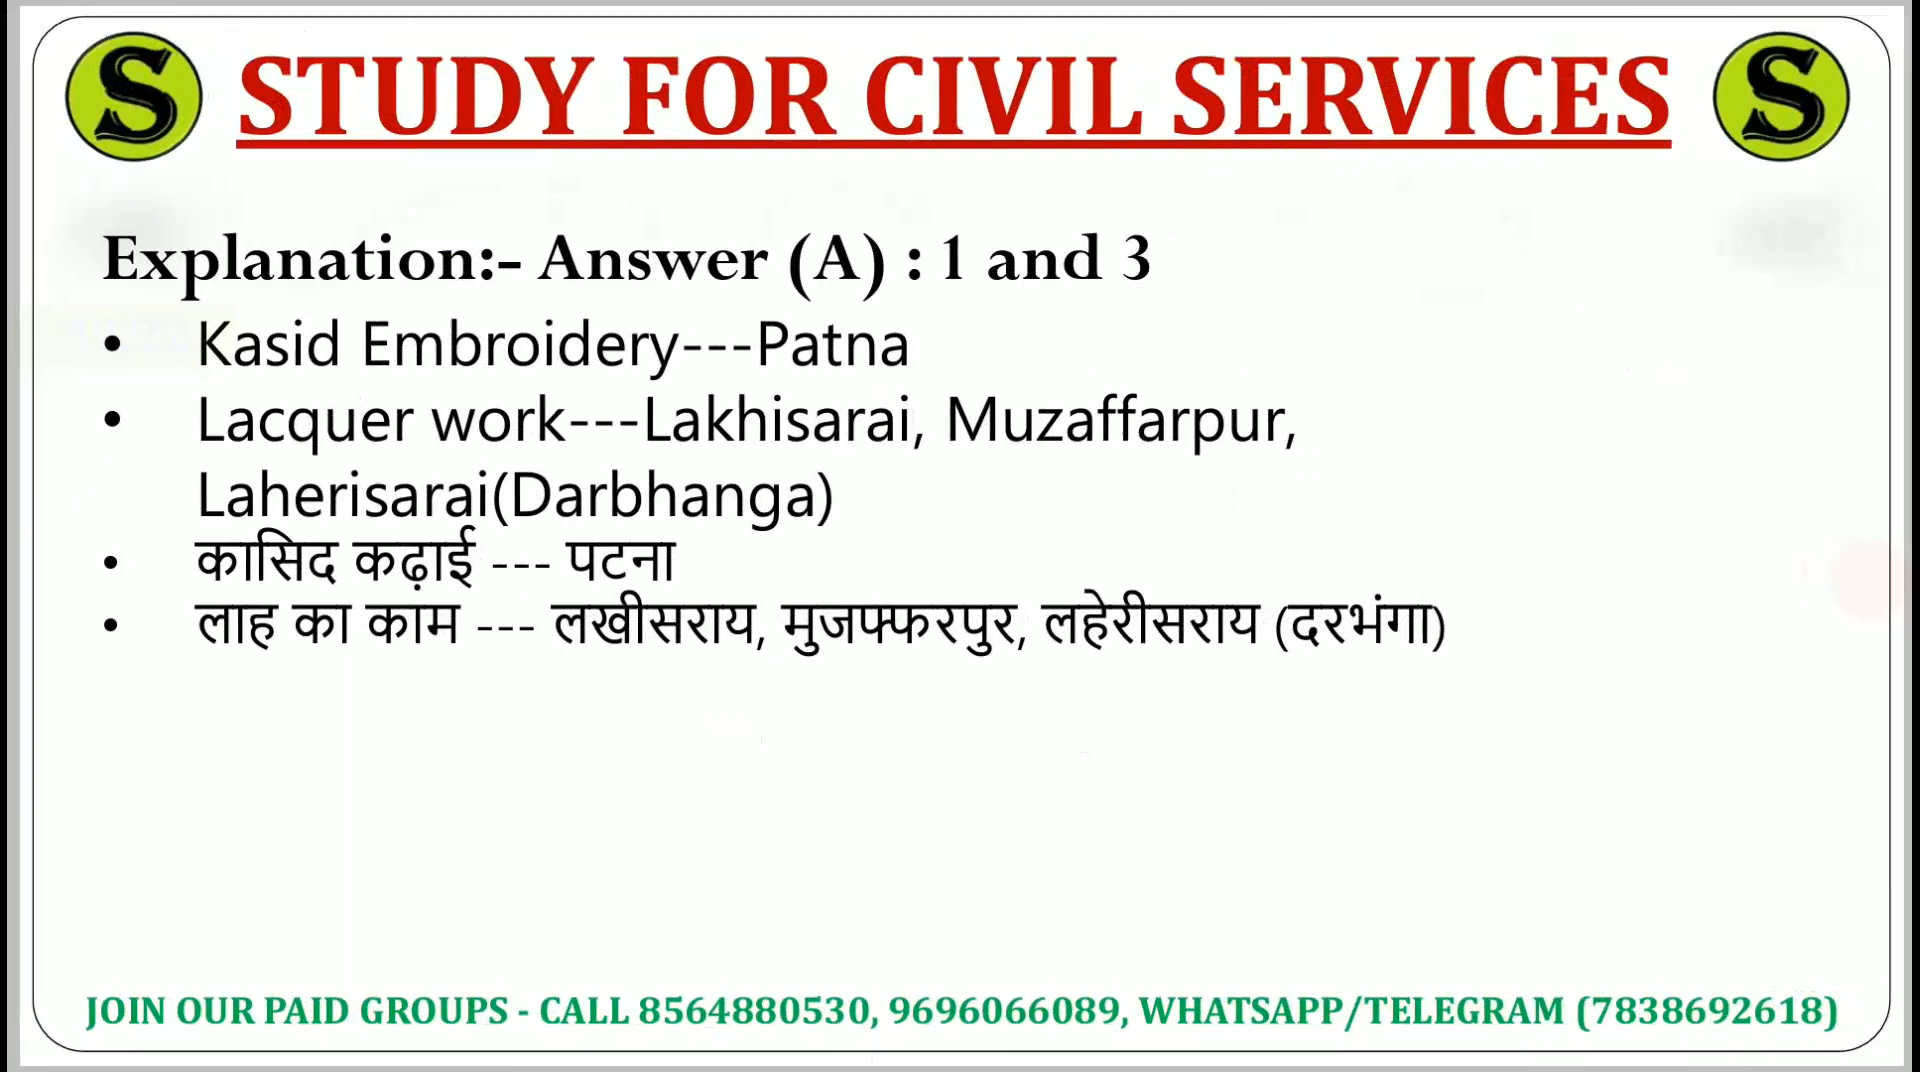 S STUDY FOR CIVIL SERVICES S
Explanation:- Answer (A) : 1 and 3
• Kasid Embroidery---Patna
• Lacquer work---Lakhisarai, Muzaffarpur,
Laherisarai(Darbhanga)
• कासिद कढ़ाई --- पटना
• लाह का काम --- लखीसराय, मुजफ्फरपुर, लहेरीसराय (दरभंगा)
JOIN OUR PAID GROUPS - CALL 8564880530, 9696066089, WHATSAPP/TELEGRAM (7838692618)